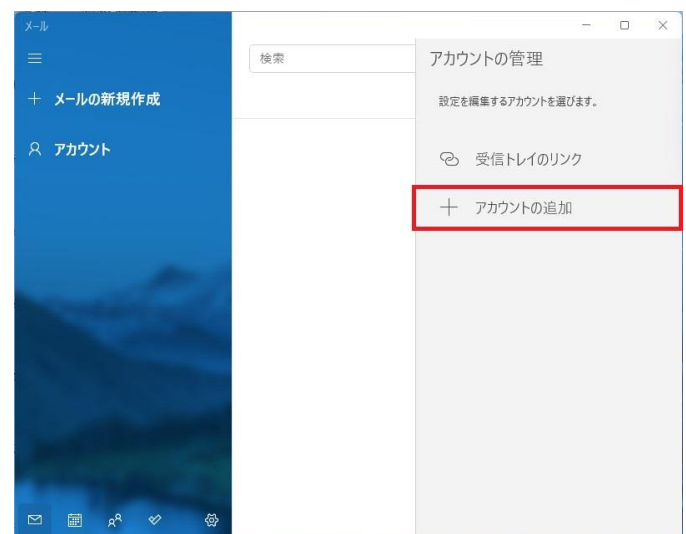 メール
メールの新規作成
アカウント
検索
アカウントの管理
設定を編集するアカウントを選びます。
受信トレイのリンク
アカウントの追加